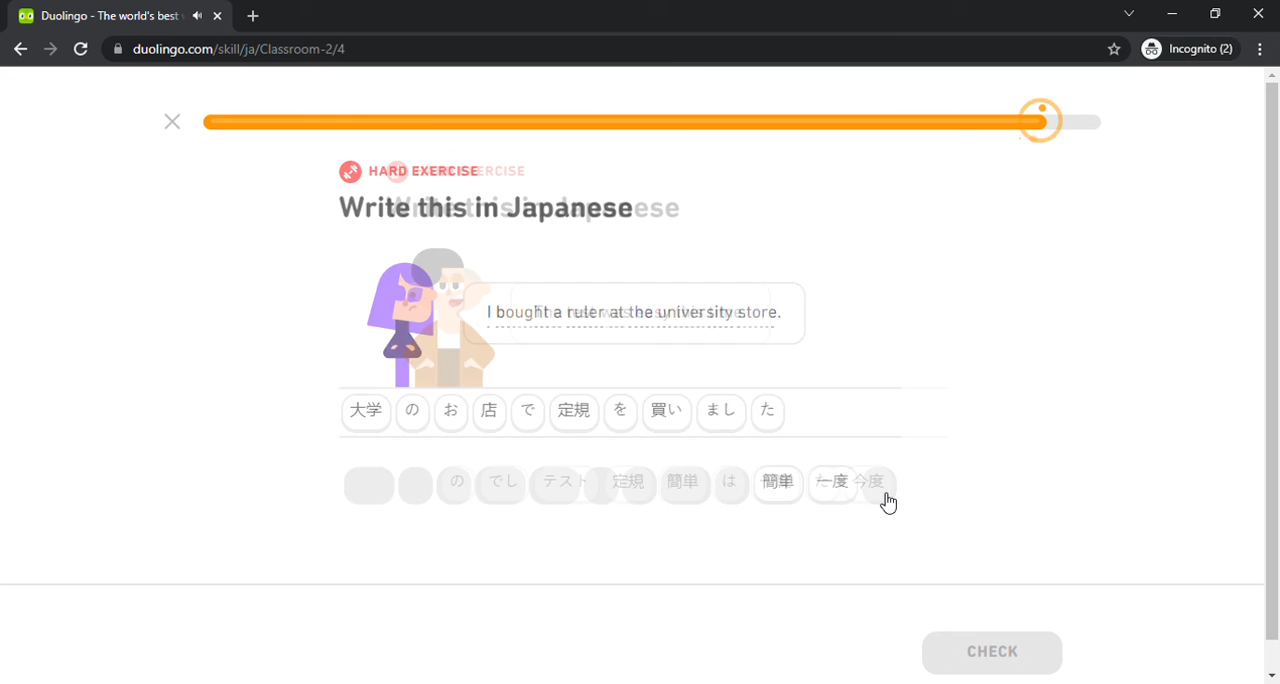 Duolingo - The world's best
duolingo.com/skill/ja/Classroom-2/4
Incognito (2)
HARD EXERCISE
Write this in Japanese
I bought a ruler at the university store.
大学 の お 店 で 定規 を 買い まし た
の でし テスト 定規 簡単 は 簡単 一度 た 今度
CHECK